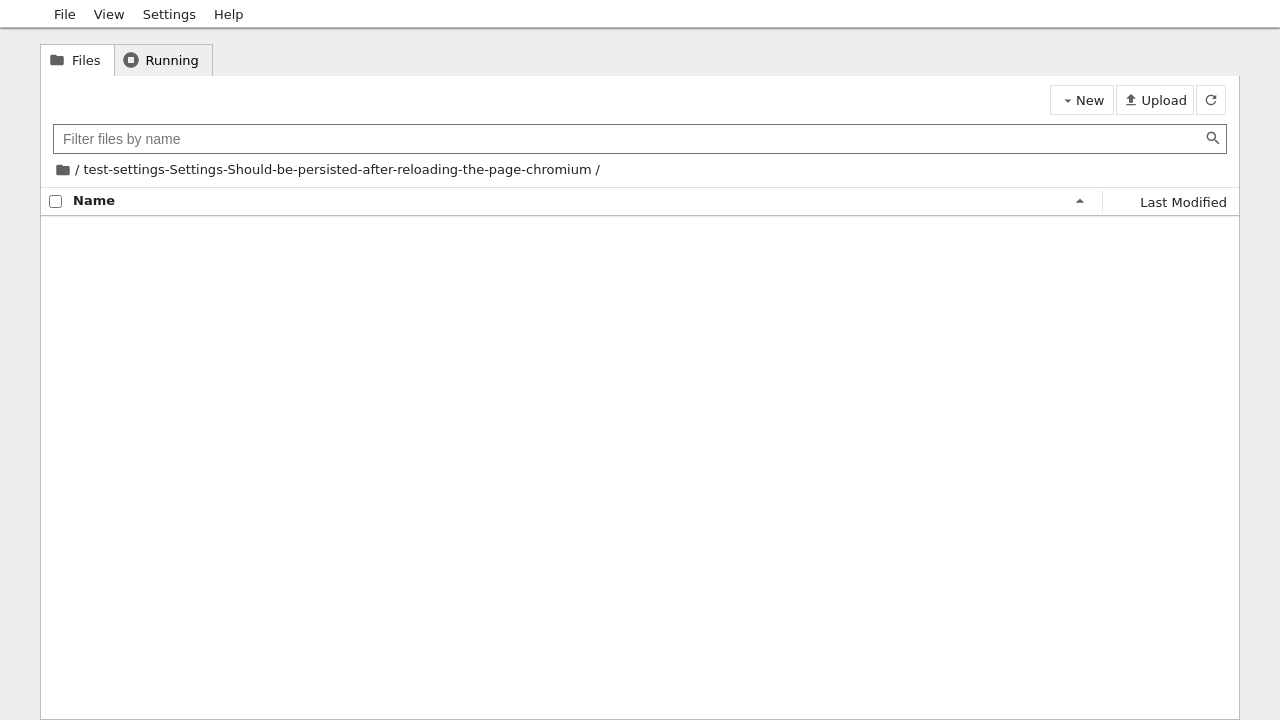 File View Settings Help
Files Running
New Upload
Filter files by name
/ test-settings-Settings-Should-be-persisted-after-reloading-the-page-chromium /
Name Last Modified